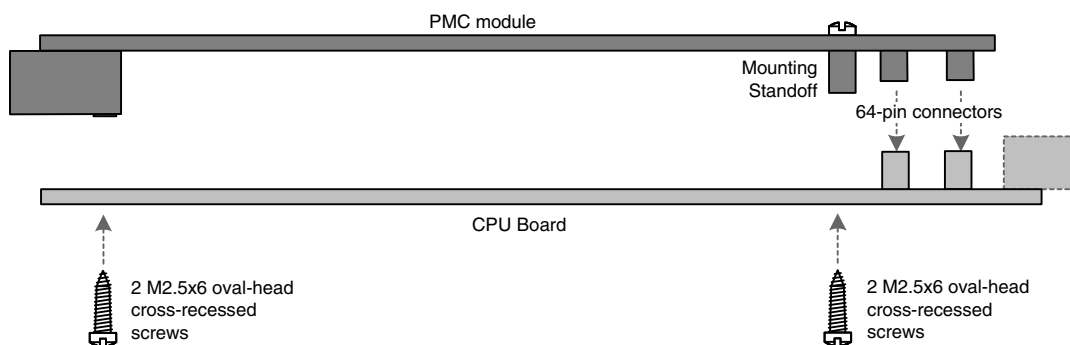 PMC module
Mounting
Standoff
64-pin connectors
CPU Board
2 M2.5x6 oval-head
cross-recessed
screws
2 M2.5x6 oval-head
cross-recessed
screws